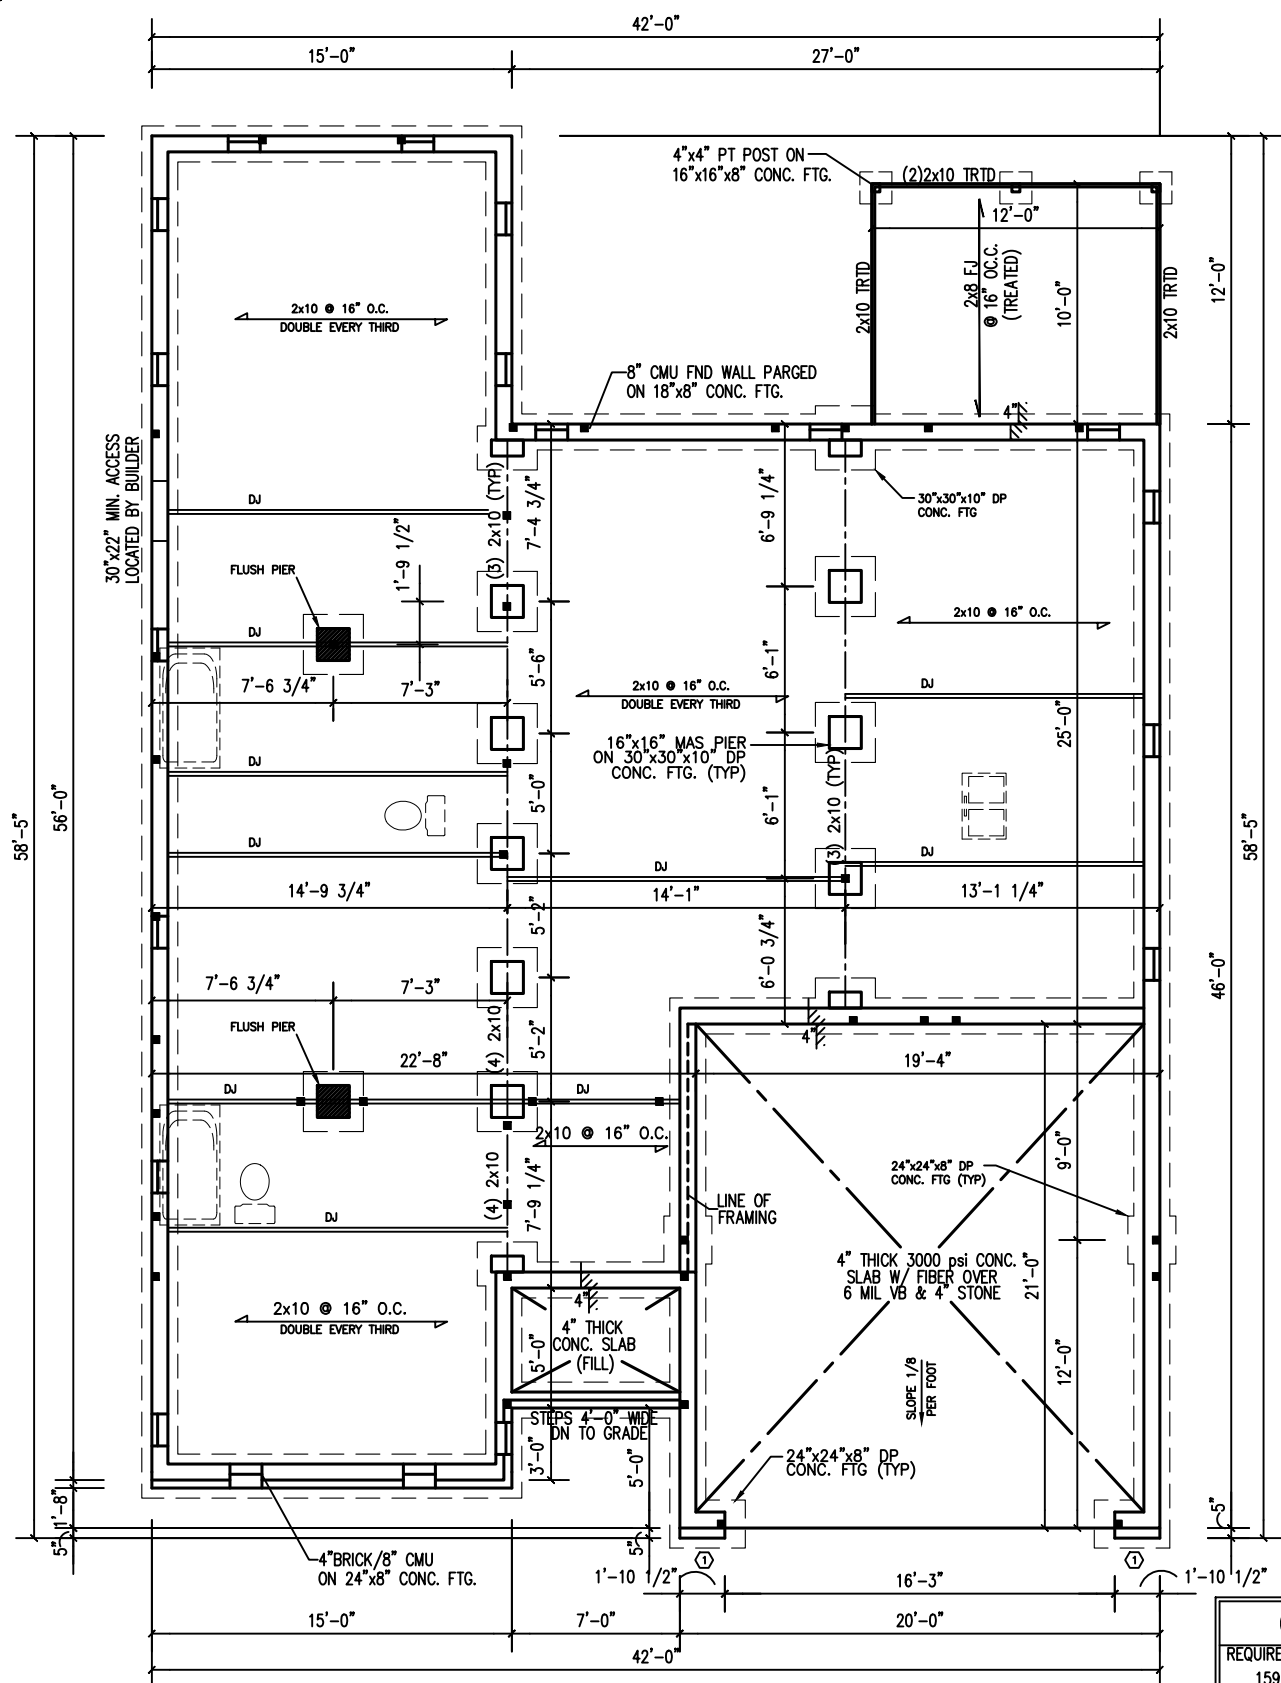 42'-0"
15'-0"
27'-0"
4"x4" PT POST ON
16"x16"x8" CONC. FTG.
(2)2x10 TRTD
12'-0"
2x10 TRTD
2x8 FJ
@ 16" OC.C.
(TREATED)
10'-0"
2x10 TRTD
12'-0"
2x10 @ 16" O.C.
DOUBLE EVERY THIRD
8" CMU FND WALL PARGED
ON 18"x8" CONC. FTG.
4"
30"x22" MIN. ACCESS
LOCATED BY BUILDER
DJ
(3) 2x10 (TYP)
7'-4 3/4"
6'-9 1/4"
30"x30"x10" DP
CONC. FTG
1'-9 1/2"
FLUSH PIER
DJ
2x10 @ 16" O.C.
5'-6"
6'-1"
7'-6 3/4"
7'-3"
2x10 @ 16" O.C.
DOUBLE EVERY THIRD
DJ
25'-0"
16"x16" MAS PIER
ON 30"x30"x10" DP
CONC. FTG. (TYP)
DJ
5'-0"
6'-1"
(3) 2x10 (TYP)
58'-5"
56'-0"
58'-5"
DJ
DJ
DJ
14'-9 3/4"
14'-1"
13'-1 1/4"
5'-2"
6'-0 3/4"
46'-0"
7'-6 3/4"
7'-3"
FLUSH PIER
(4) 2x10
5'-2"
4"
22'-8"
19'-4"
DJ
DJ
2x10 @ 16" O.C.
9'-0"
24"x24"x8" DP
CONC. FTG (TYP)
(4) 2x10
7'-9 1/4"
LINE OF
FRAMING
DJ
4" THICK 3000 psi CONC.
SLAB W/ FIBER OVER
6 MIL VB & 4" STONE
21'-0"
2x10 @ 16" O.C.
DOUBLE EVERY THIRD
4"
4" THICK
CONC. SLAB
(FILL)
5'-0"
SLOPE 1/8
PER FOOT
12'-0"
STEPS 4'-0" WIDE
DN TO GRADE
3'-0"
5'-0"
24"x24"x8" DP
CONC. FTG (TYP)
1'-8"
5"
5"
5"
4"BRICK/8" CMU
ON 24"x8" CONC. FTG.
1
1
1'-10 1/2"
16'-3"
1'-10 1/2"
15'-0"
7'-0"
20'-0"
42'-0"
REQUIRE
159